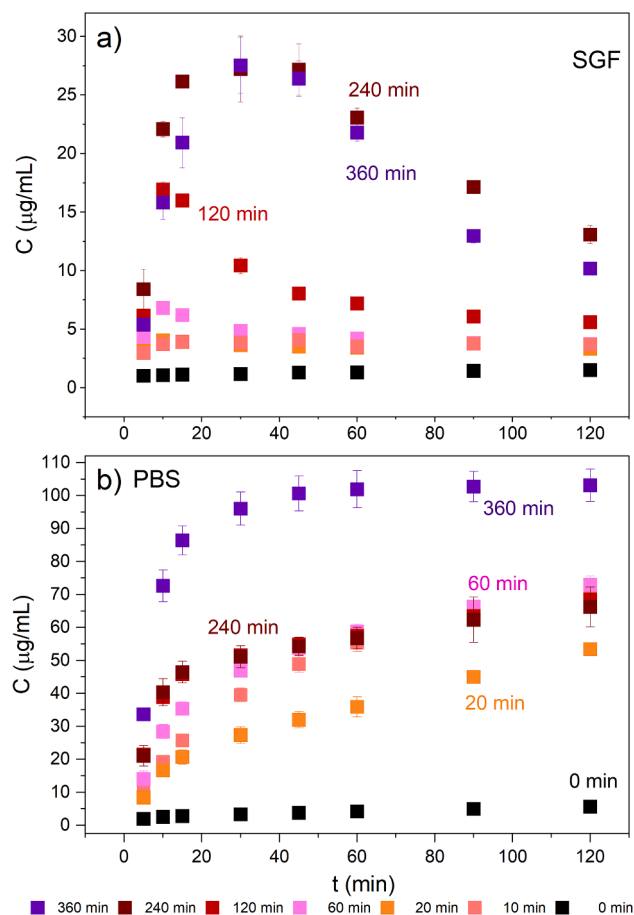 a)
SGF
30
25
20
15
10
5
0
C (µg/mL)
240 min
360 min
120 min
0 20 40 60 80 100 120
b) PBS
110
100
90
80
70
60
50
40
30
20
10
0
C (µg/mL)
360 min
60 min
240 min
20 min
0 min
0 20 40 60 80 100 120
t (min)
360 min 240 min 120 min 60 min 20 min 10 min 0 min